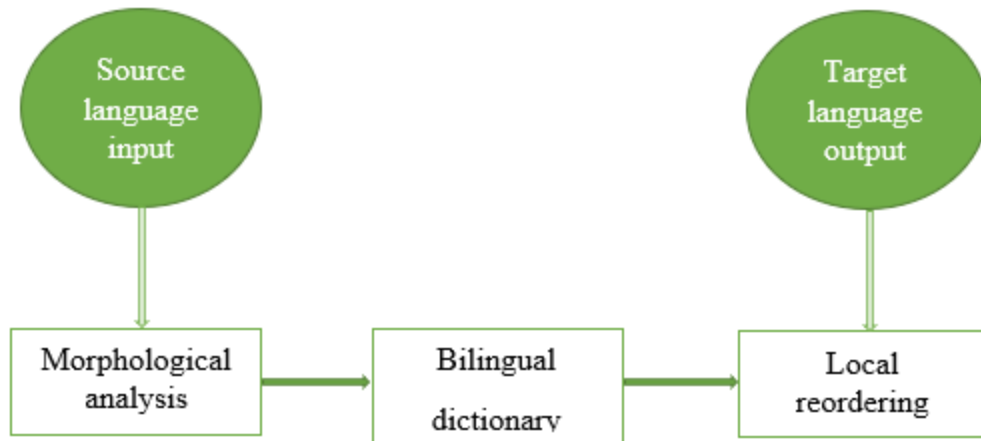 Source
language
input
Target
language
output
Morphological
analysis
Bilingual
dictionary
Local
reordering